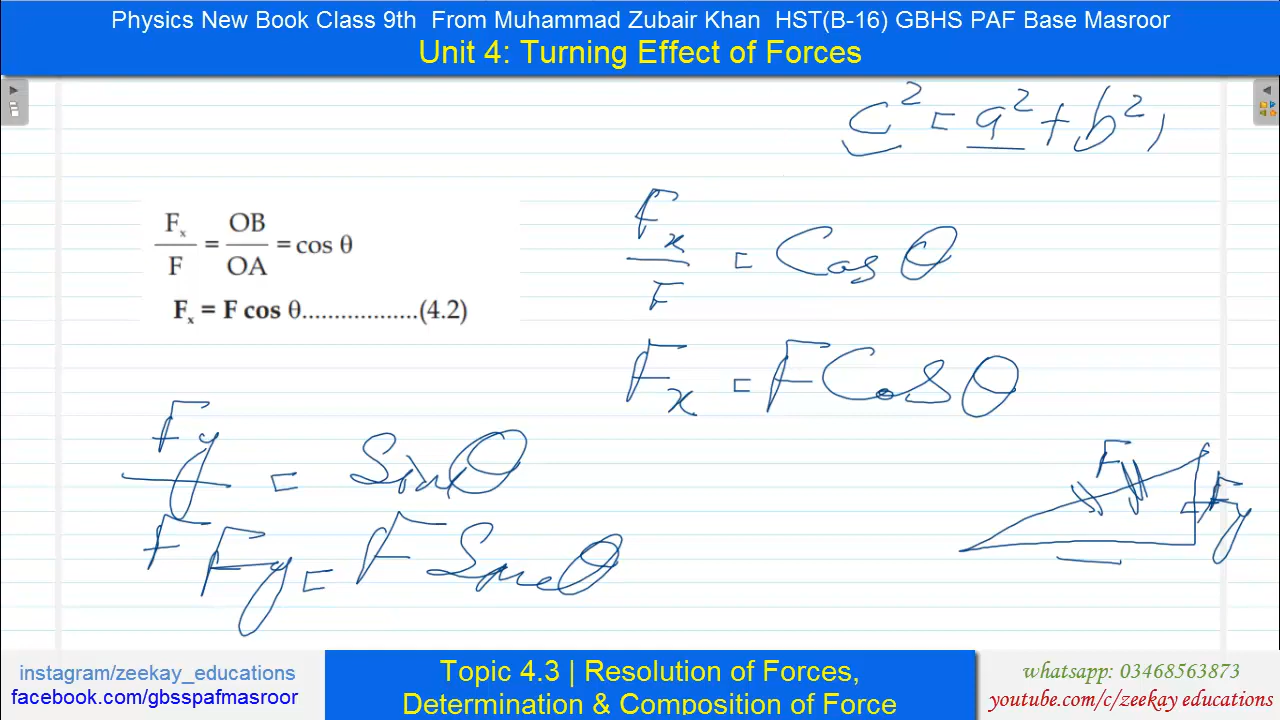 Physics New Book Class 9th From Muhammad Zubair Khan HST(B-16) GBHS PAF Base Masroor
Unit 4: Turning Effect of Forces
c² = a² + b²,
Fx/F = OB/OA = cos θ
Fx = F cos θ..................(4.2)
Fx/F = Cos θ
Fx = F Cos θ
Fy/F = Sin θ
Fy = F Sin θ
F
Fy
instagram/zeekay_educations
facebook.com/gbsspafmasroor
Topic 4.3 | Resolution of Forces,
Determination & Composition of Force
whatsapp: 03468563873
youtube.com/c/zeekay educations